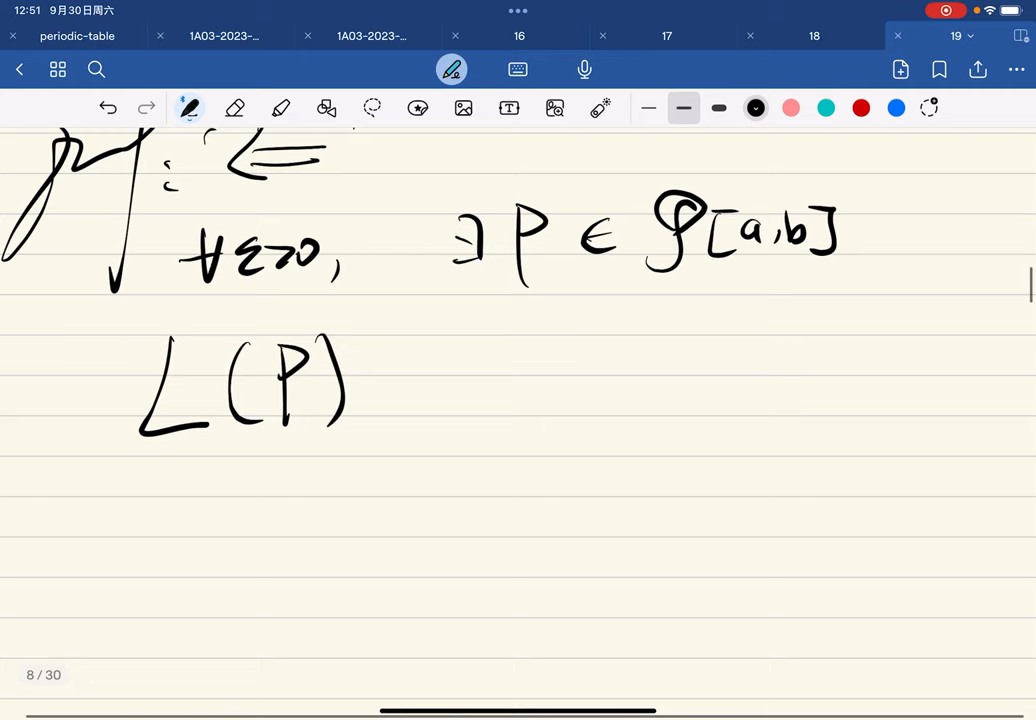 12:51 9月30日周六
periodic-table 1A03-2023-... 1A03-2023-... 16 17 18 19
pf: ⇐
∀ε>0, ∃ P ∈ 𝒫[a,b]
L(P)
8 / 30